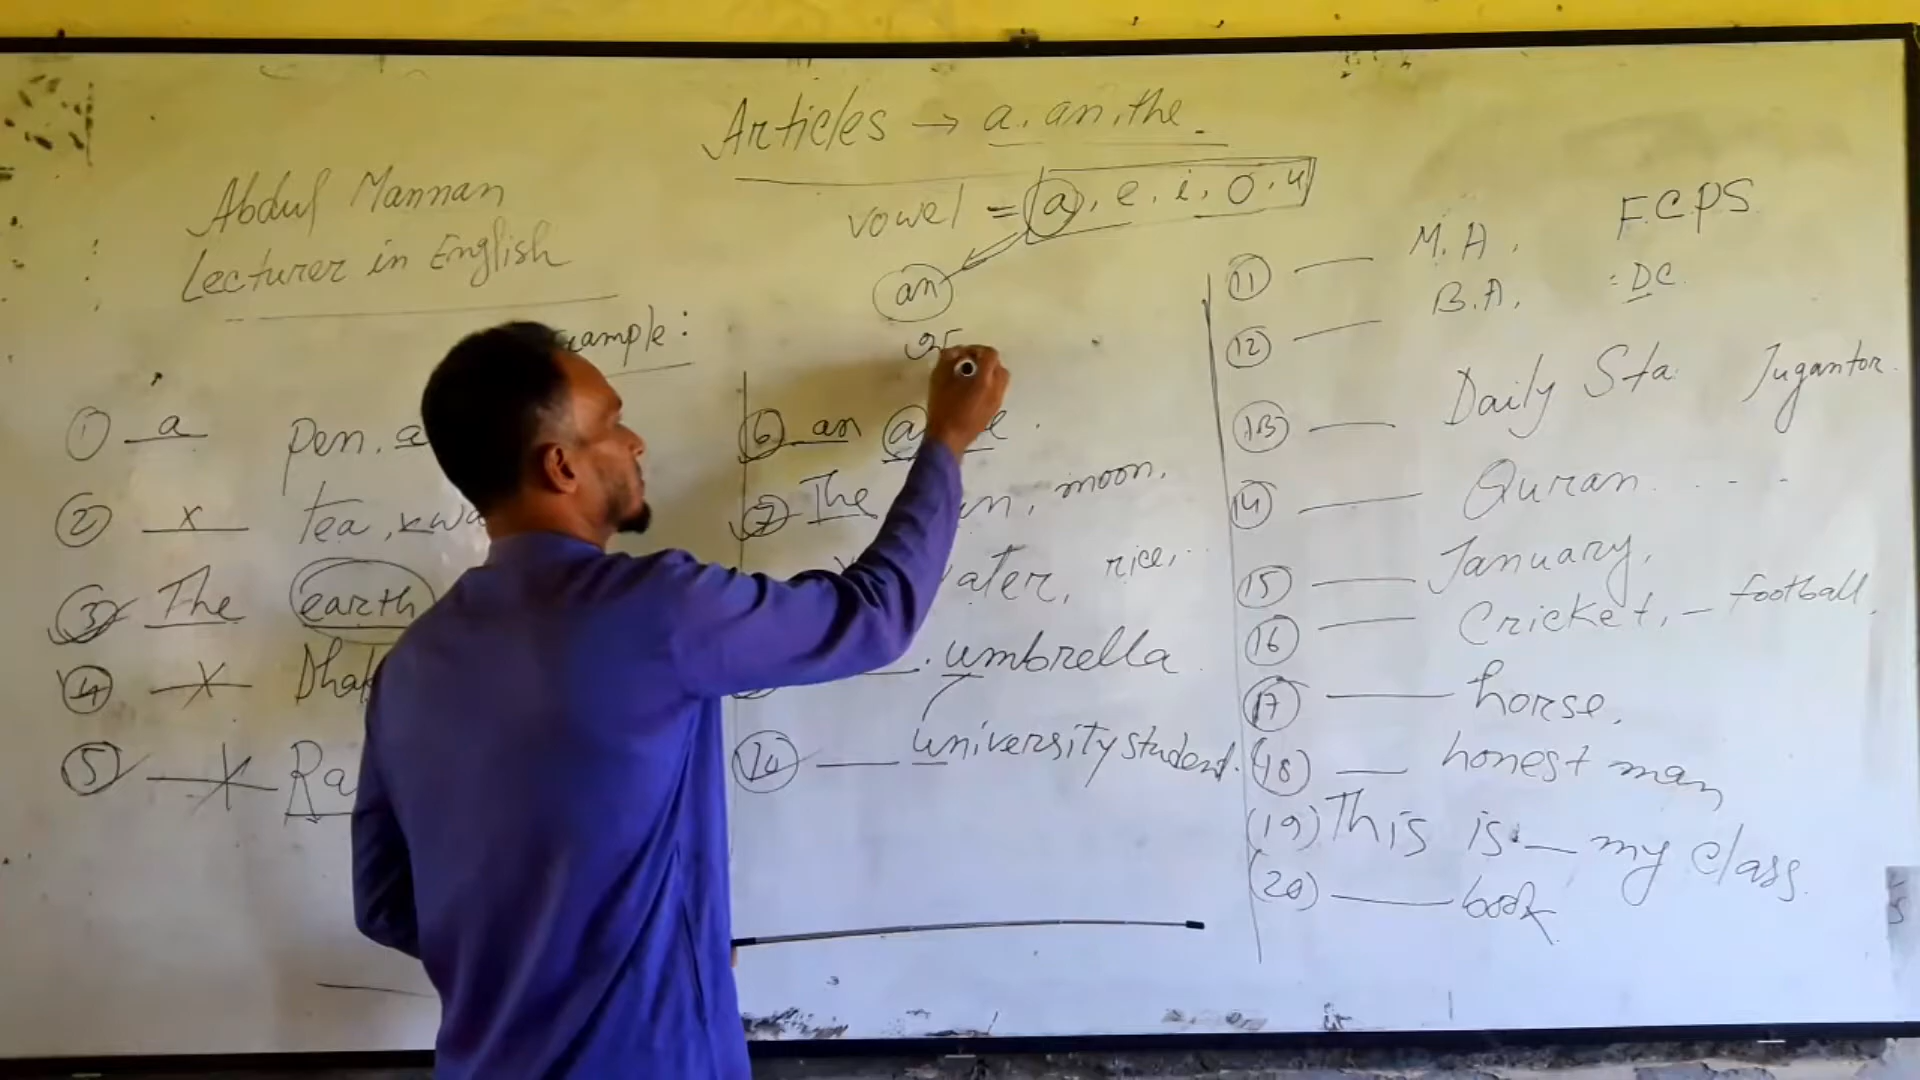 Articles → a, an, the.
vowel = a, e, i, o, u
an
Abdul Mannan
Lecturer in English
① a pen. a
② x tea,
③ The earth
④ x
⑤ x
⑥ an
⑦ The moon.
rice,
umbrella
university student.
⑪ M.A. F.C.P.S
B.A. DC
⑫
⑬ Daily Sta Jugantor.
⑭ Quran
⑮ January,
⑯ Cricket, – football.
⑰ horse.
(18) honest man
(19) This is — my class.
(20) book